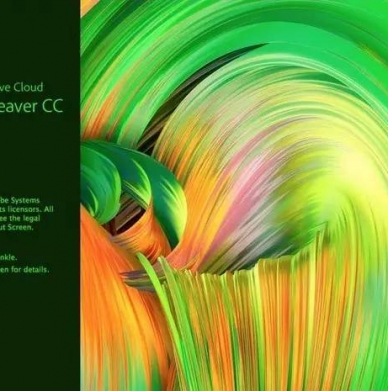 ve Cloud
eaver CC
be Systems
ts licensors. All
ee the legal
ut Screen.
nkle.
en for details.